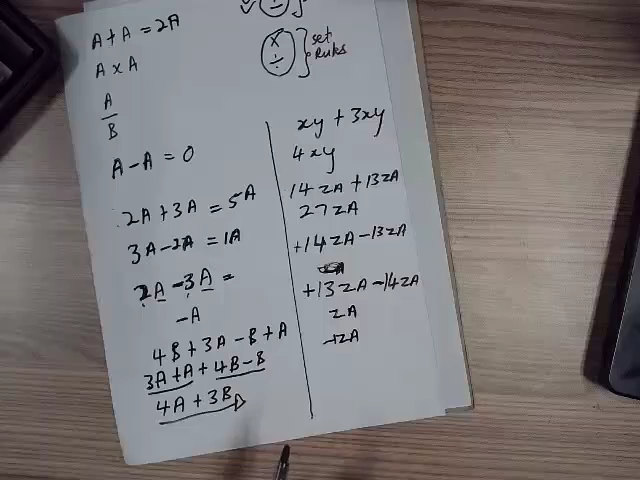 A + A = 2A
A × A
A
B
A - A = 0
2A + 3A = 5A
3A - 2A = 1A
2A - 3A =
-A
4B + 3A - B + A
3A + A + 4B - B
4A + 3B
✓ ÷ }
×
÷
} set
Rules
xy + 3xy
4xy
14zA + 13zA
27zA
+14zA - 13zA
+13zA - 14zA
zA
-zA